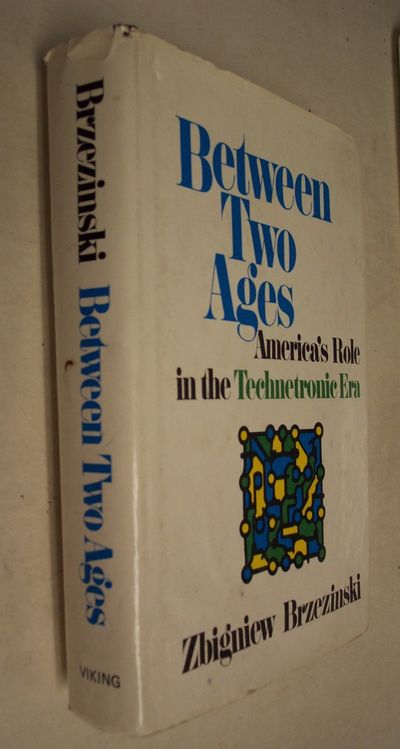 Brzezinski Between Two Ages
VIKING
Between
Two
Ages
America's Role
in the Technetronic Era
Zbigniew Brzezinski